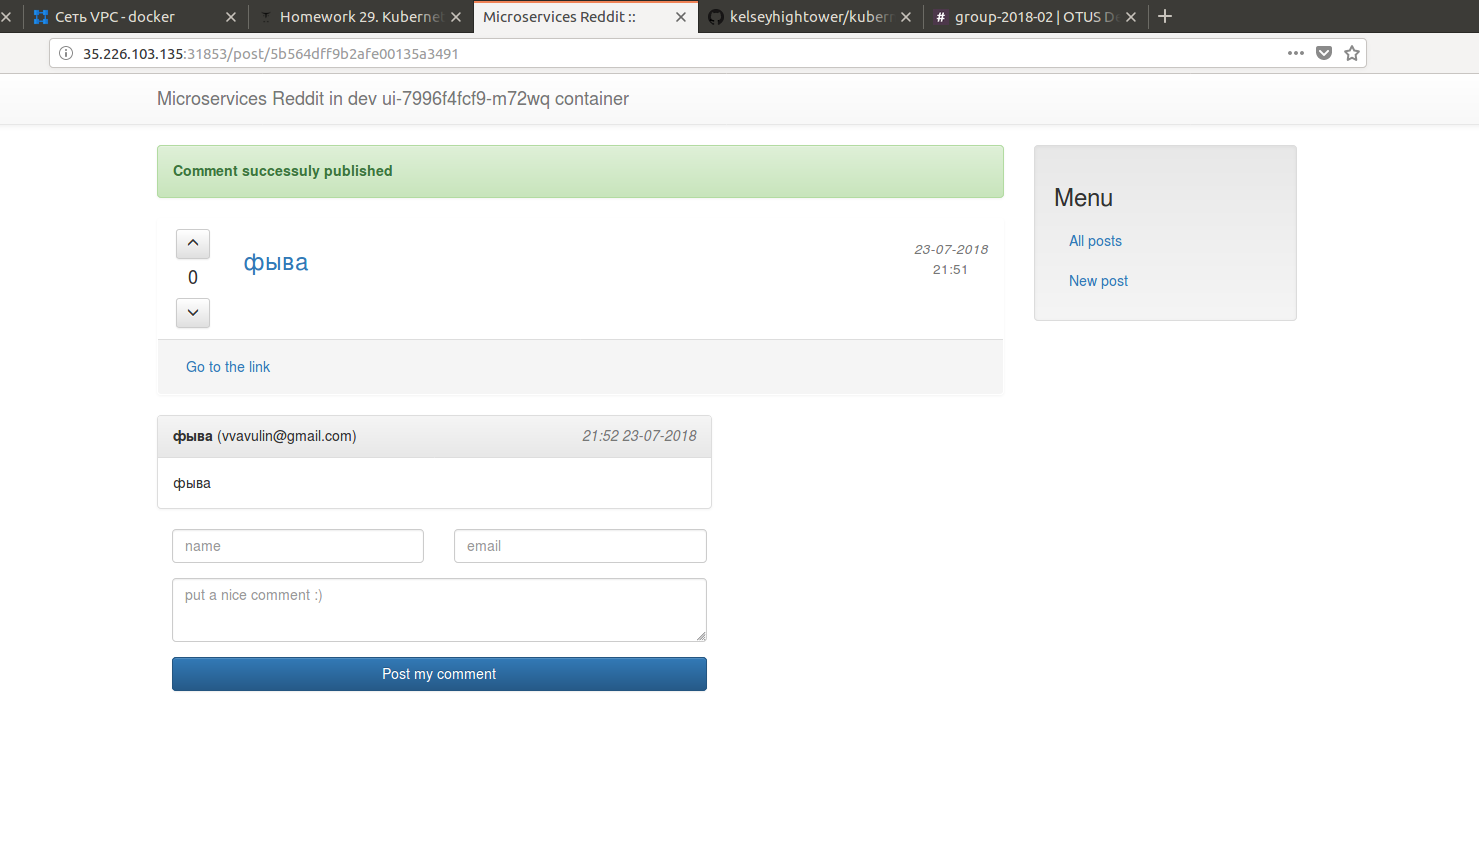 Сеть VPC - docker
Homework 29. Kubernet
Microservices Reddit ::
kelseyhightower/kubern
# group-2018-02 | OTUS De
35.226.103.135:31853/post/5b564dff9b2afe00135a3491
Microservices Reddit in dev ui-7996f4fcf9-m72wq container
Comment successuly published
Menu
All posts
New post
0
фыва
23-07-2018
21:51
Go to the link
фыва (vvavulin@gmail.com) 21:52 23-07-2018
фыва
name
email
put a nice comment :)
Post my comment